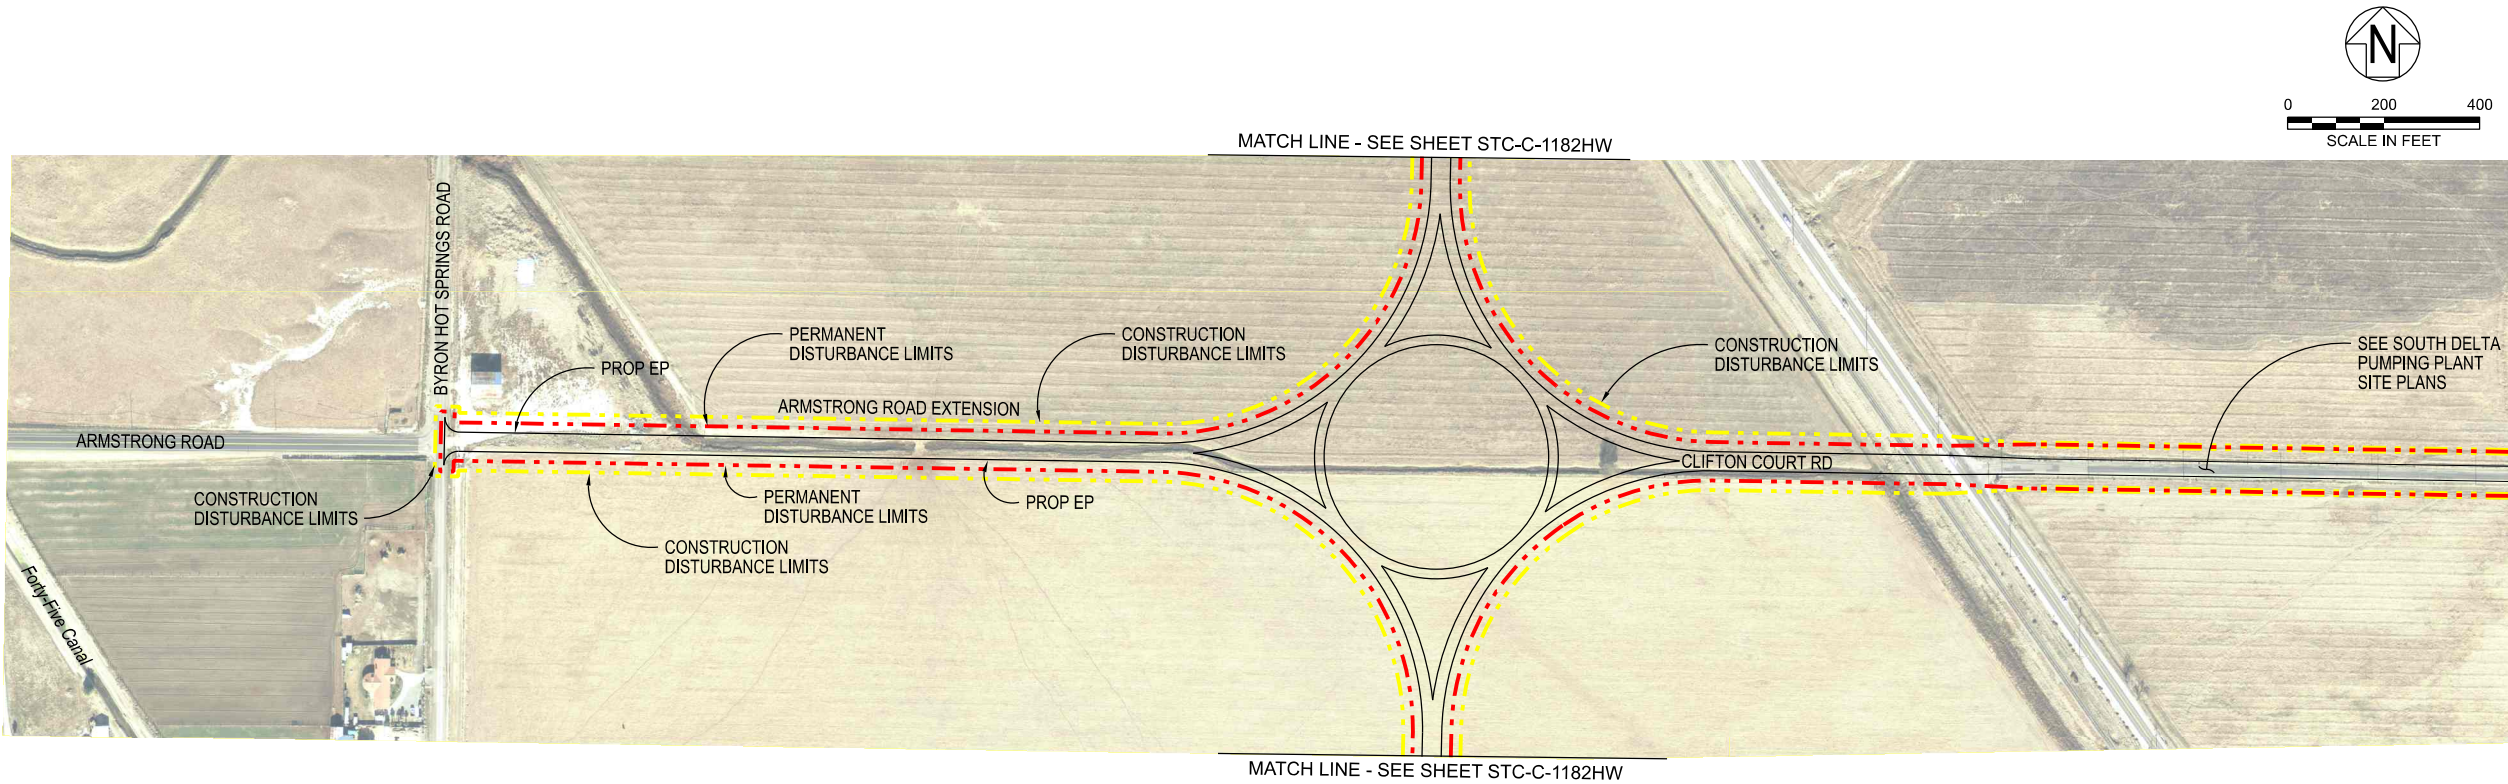 N
0 200 400
SCALE IN FEET
MATCH LINE - SEE SHEET STC-C-1182HW
BYRON HOT SPRINGS ROAD
PROP EP
PERMANENT
DISTURBANCE LIMITS
CONSTRUCTION
DISTURBANCE LIMITS
CONSTRUCTION
DISTURBANCE LIMITS
SEE SOUTH DELTA
PUMPING PLANT
SITE PLANS
ARMSTRONG ROAD EXTENSION
ARMSTRONG ROAD
CLIFTON COURT RD
CONSTRUCTION
DISTURBANCE LIMITS
PERMANENT
DISTURBANCE LIMITS
PROP EP
CONSTRUCTION
DISTURBANCE LIMITS
Forty-Five Canal
MATCH LINE - SEE SHEET STC-C-1182HW